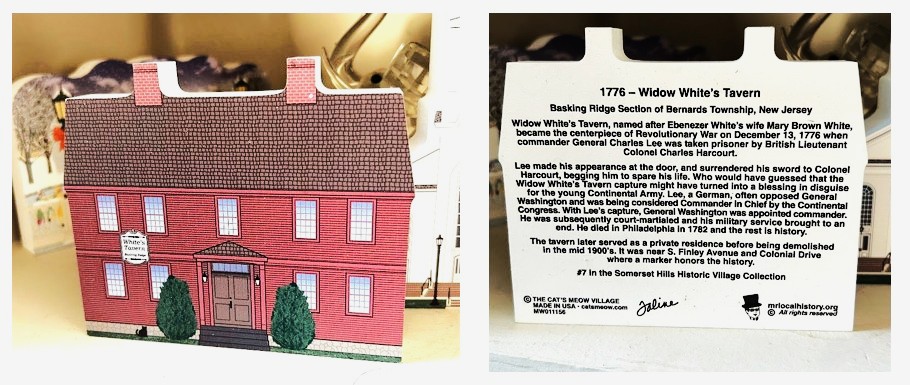 White's
Tavern
1776 – Widow White's Tavern
Basking Ridge Section of Bernards Township, New Jersey
Widow White's Tavern, named after Ebenezer White's wife Mary Brown White,
became the centerpiece of Revolutionary War on December 13, 1776 when
commander General Charles Lee was taken prisoner by British Lieutenant
Colonel Charles Harcourt.
Lee made his appearance at the door, and surrendered his sword to Colonel
Harcourt, begging him to spare his life. Who would have guessed that the
Widow White's Tavern capture might have turned into a blessing in disguise
for the young Continental Army. Lee, a German, often opposed General
Washington and was being considered Commander in Chief by the Continental
Congress. With Lee's capture, General Washington was appointed commander.
He was subsequently court-martialed and his military service brought to an
end. He died in Philadelphia in 1782 and the rest is history.
The tavern later served as a private residence before being demolished
in the mid 1900's. It was near S. Finley Avenue and Colonial Drive
where a marker honors the history.
#7 in the Somerset Hills Historic Village Collection
© THE CAT'S MEOW VILLAGE
MADE IN USA · catsmeow.com
MW011156
Faline
mrlocalhistory.org
© All rights reserved